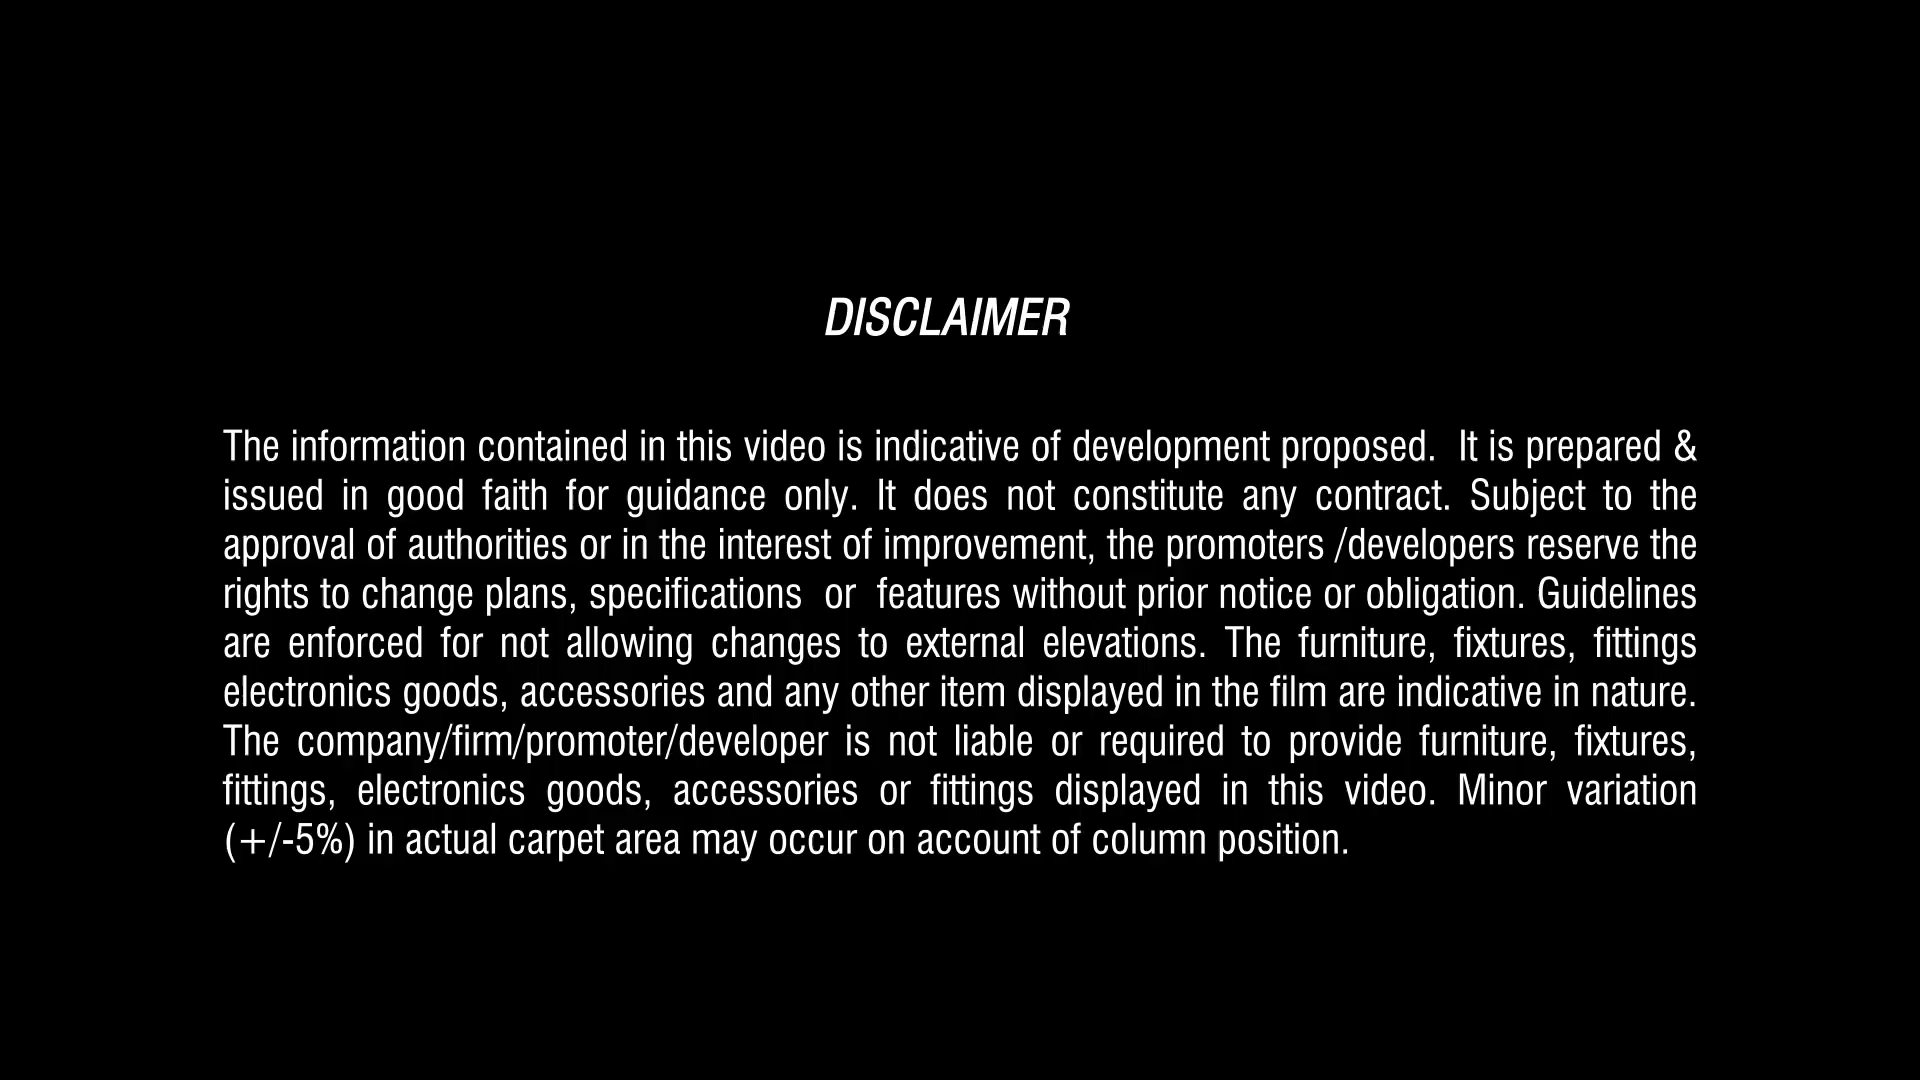 DISCLAIMER
The information contained in this video is indicative of development proposed.  It is prepared &
issued in good faith for guidance only. It does not constitute any contract. Subject to the
approval of authorities or in the interest of improvement, the promoters /developers reserve the
rights to change plans, specifications  or  features without prior notice or obligation. Guidelines
are enforced for not allowing changes to external elevations. The furniture, fixtures, fittings
electronics goods, accessories and any other item displayed in the film are indicative in nature.
The company/firm/promoter/developer is not liable or required to provide furniture, fixtures,
fittings, electronics goods, accessories or fittings displayed in this video. Minor variation
(+/-5%) in actual carpet area may occur on account of column position.